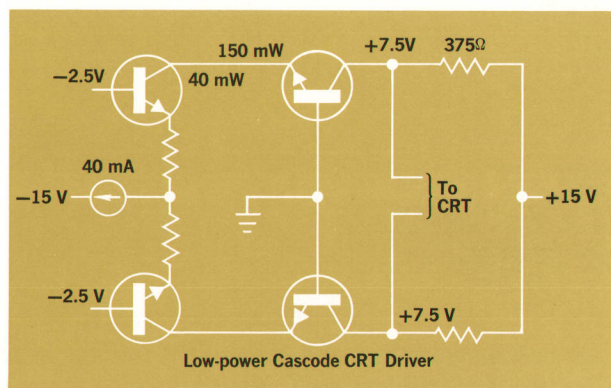 150 mW
+7.5V
375Ω
−2.5V
40 mW
40 mA
−15 V
To
CRT
+15 V
−2.5 V
+7.5 V
Low-power Cascode CRT Driver